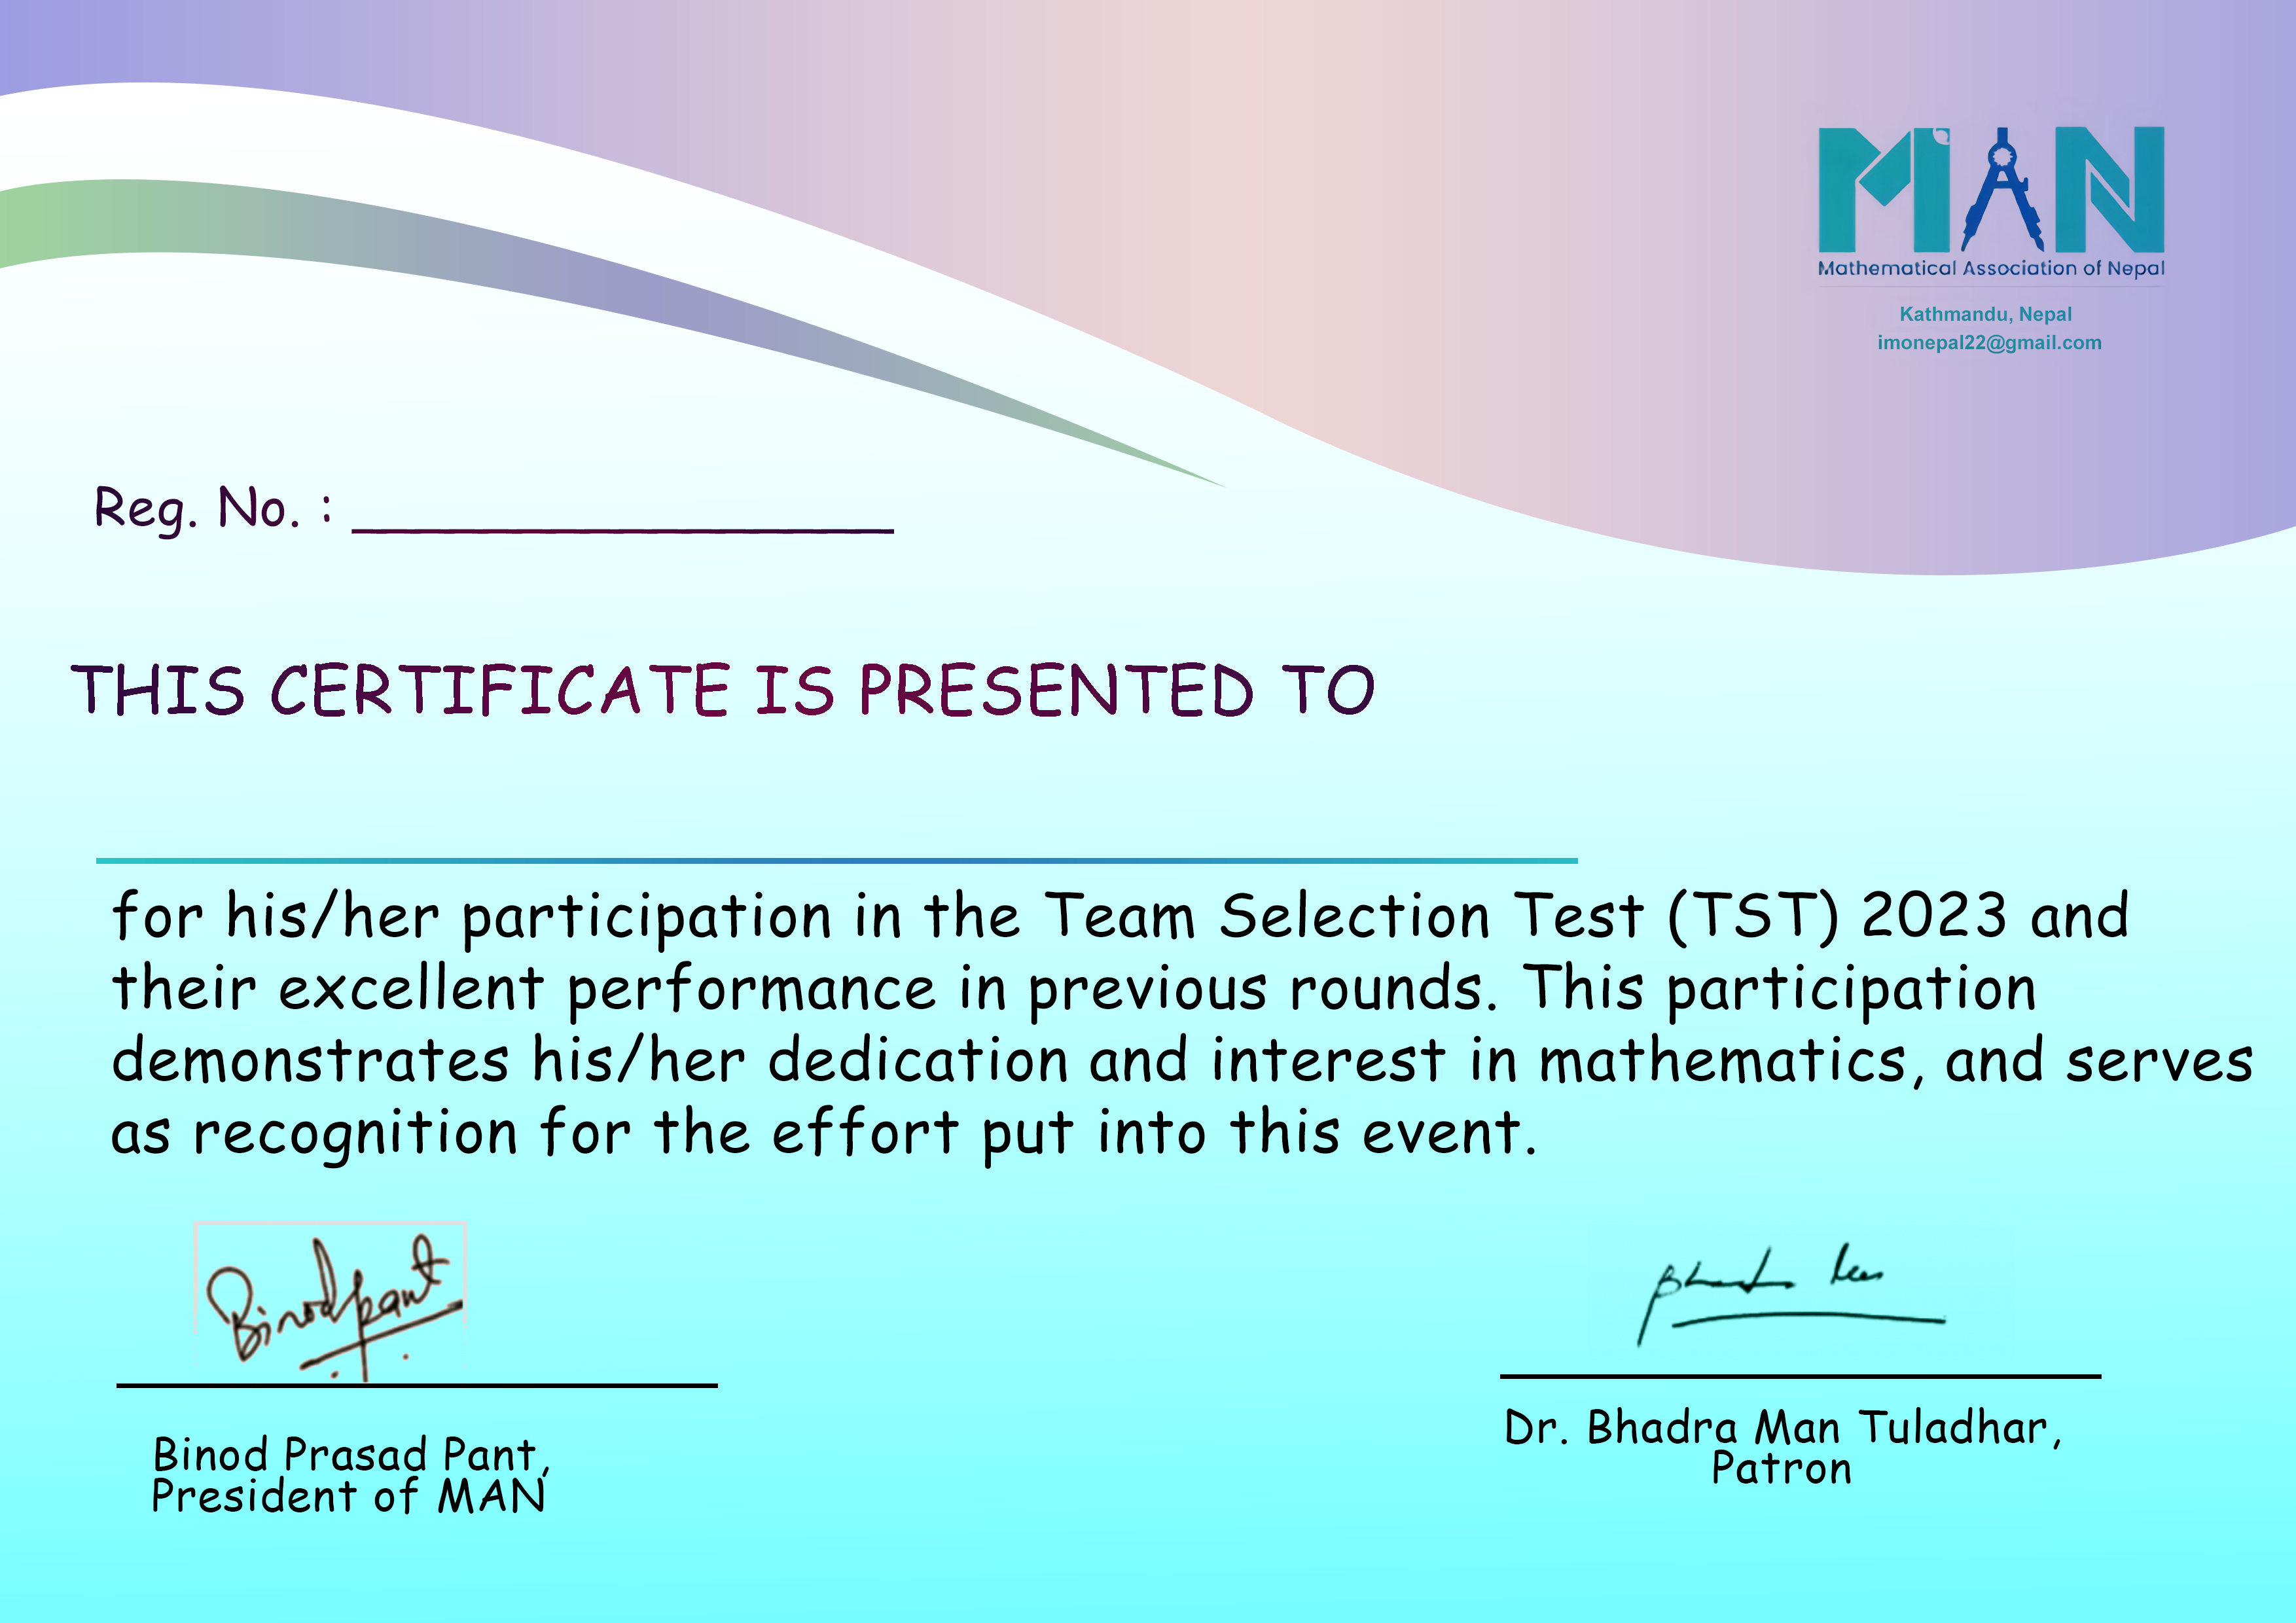 MAN
Mathematical Association of Nepal
Kathmandu, Nepal
imonepal22@gmail.com
Reg. No. : ____________________
THIS CERTIFICATE IS PRESENTED TO
for his/her participation in the Team Selection Test (TST) 2023 and
their excellent performance in previous rounds. This participation
demonstrates his/her dedication and interest in mathematics, and serves
as recognition for the effort put into this event.
Binodpant
Binod Prasad Pant,
President of MAN
Dr. Bhadra Man Tuladhar,
Patron